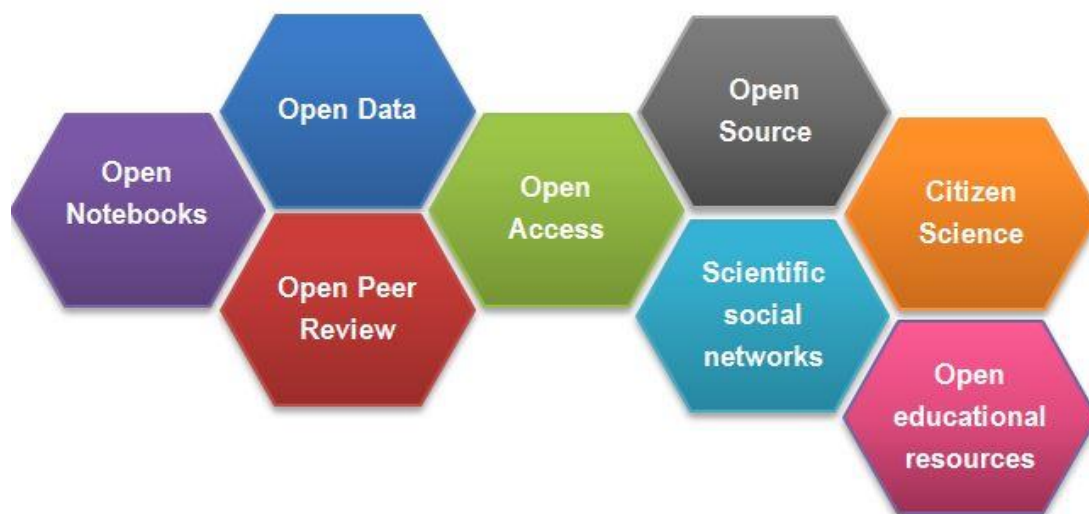 Open
Notebooks
Open Data
Open Peer
Review
Open
Access
Open
Source
Scientific
social
networks
Citizen
Science
Open
educational
resources